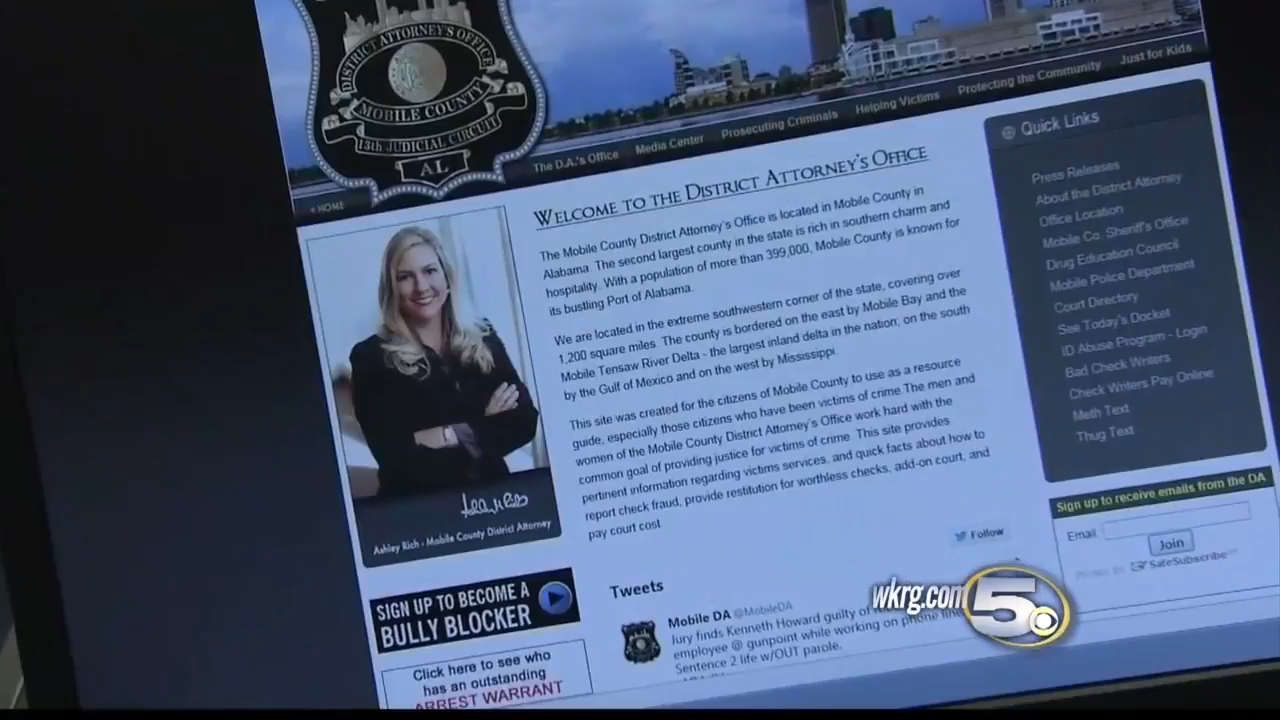 DISTRICT ATTORNEY'S OFFICE
MOBILE COUNTY
13th JUDICIAL CIRCUIT
AL
< HOME
The D.A.'s Office Media Center Prosecuting Criminals Helping Victims Protecting the Community Just for Kids
WELCOME TO THE DISTRICT ATTORNEY'S OFFICE
The Mobile County District Attorney's Office is located in Mobile County in
Alabama. The second largest county in the state is rich in southern charm and
hospitality. With a population of more than 399,000, Mobile County is known for
its bustling Port of Alabama.
We are located in the extreme southwestern corner of the state, covering over
1,200 square miles. The county is bordered on the east by Mobile Bay and the
Mobile Tensaw River Delta - the largest inland delta in the nation; on the south
by the Gulf of Mexico and on the west by Mississippi.
This site was created for the citizens of Mobile County to use as a resource
guide, especially those citizens who have been victims of crime.The men and
women of the Mobile County District Attorney's Office work hard with the
common goal of providing justice for victims of crime. This site provides
pertinent information regarding victims services, and quick facts about how to
report check fraud, provide restitution for worthless checks, add-on court, and
pay court cost.
Ashley Rich - Mobile County District Attorney
SIGN UP TO BECOME A
BULLY BLOCKER
Click here to see who
has an outstanding
ARREST WARRANT
Follow
Tweets
Mobile DA @MobileDA
Jury finds Kenneth Howard guilty of
employee @ gunpoint while working on phone line
Sentence 2 life w/OUT parole.
Quick Links
Press Releases
About the District Attorney
Office Location
Mobile Co. Sheriff's Office
Drug Education Council
Mobile Police Department
Court Directory
See Today's Docket
ID Abuse Program - Login
Bad Check Writers
Check Writers Pay Online
Meth Text
Thug Text
Sign up to receive emails from the DA
Email:
Join
SafeSubscribe
wkrg.com 5